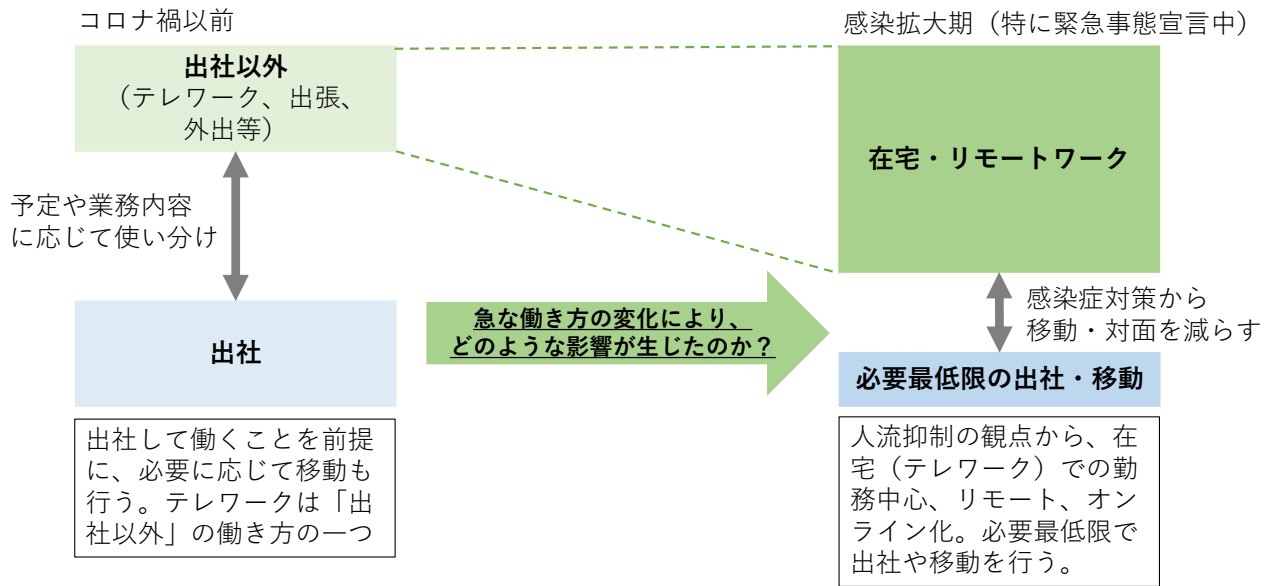 コロナ禍以前
出社以外
（テレワーク、出張、
外出等）
予定や業務内容
に応じて使い分け
出社
出社して働くことを前提
に、必要に応じて移動も
行う。テレワークは「出
社以外」の働き方の一つ
急な働き方の変化により、
どのような影響が生じたのか？
感染拡大期（特に緊急事態宣言中）
在宅・リモートワーク
感染症対策から
移動・対面を減らす
必要最低限の出社・移動
人流抑制の観点から、在
宅（テレワーク）での勤
務中心、リモート、オン
ライン化。必要最低限で
出社や移動を行う。